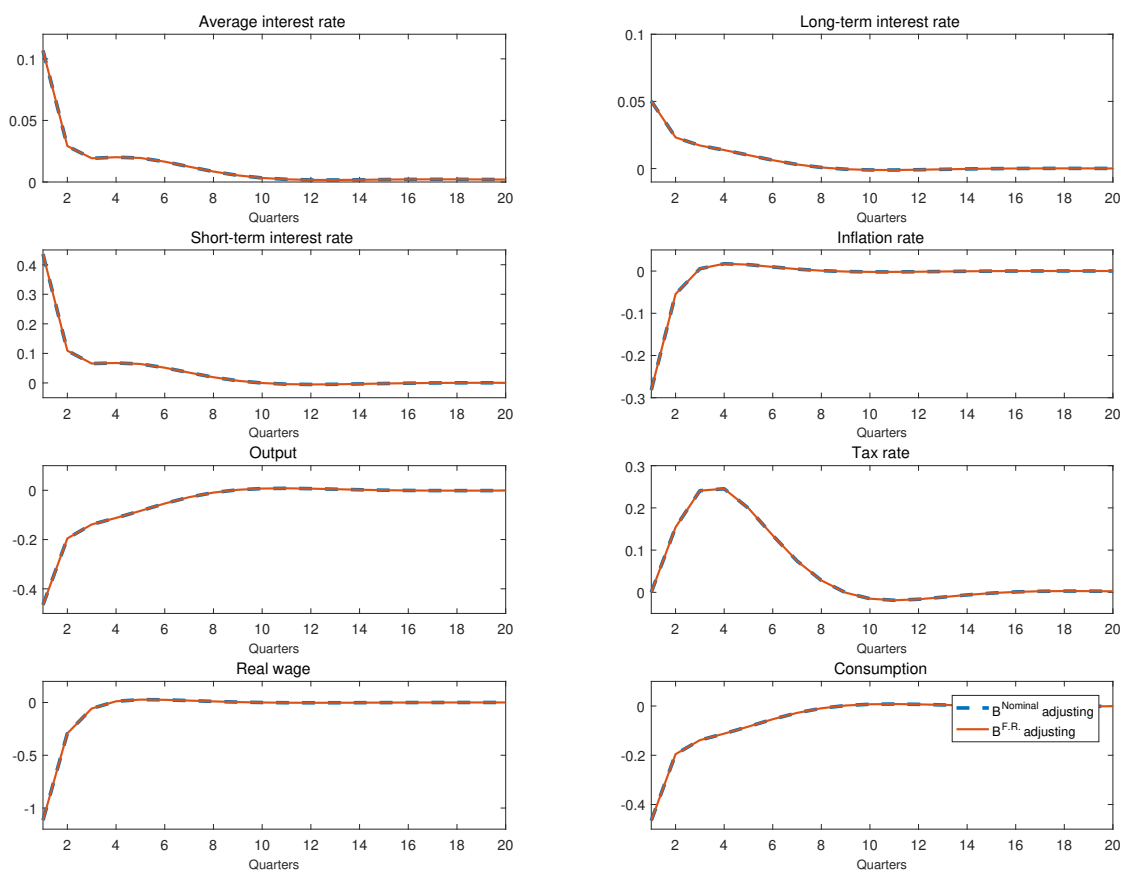 Average interest rate
0.1
0.05
0
2 4 6 8 10 12 14 16 18 20
Quarters
Long-term interest rate
0.1
0.05
0
2 4 6 8 10 12 14 16 18 20
Quarters
Short-term interest rate
0.4
0.3
0.2
0.1
0
2 4 6 8 10 12 14 16 18 20
Quarters
Inflation rate
0
-0.1
-0.2
-0.3
2 4 6 8 10 12 14 16 18 20
Quarters
Output
0
-0.2
-0.4
2 4 6 8 10 12 14 16 18 20
Quarters
Tax rate
0.3
0.2
0.1
0
2 4 6 8 10 12 14 16 18 20
Quarters
Real wage
0
-0.5
-1
2 4 6 8 10 12 14 16 18 20
Quarters
Consumption
0
-0.2
-0.4
B^Nominal adjusting
B^F.R. adjusting
2 4 6 8 10 12 14 16 18 20
Quarters